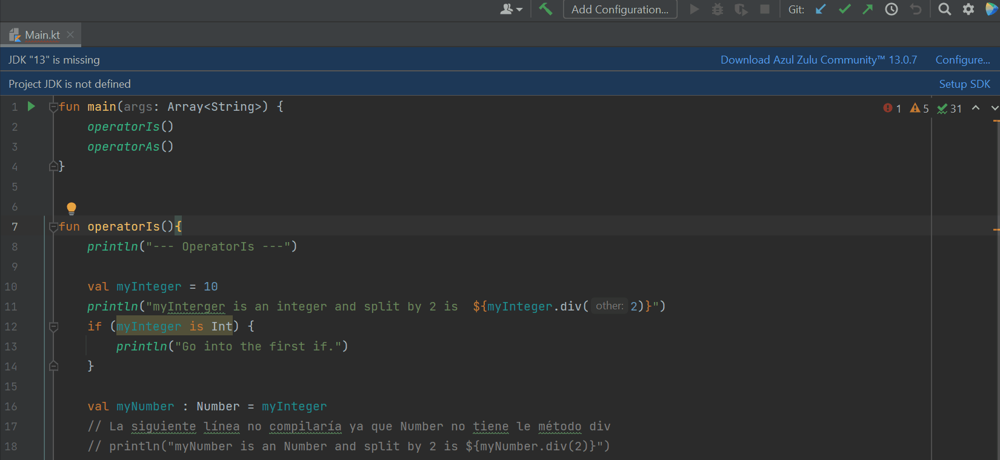 Add Configuration... Git:
Main.kt
JDK "13" is missing Download Azul Zulu Community™ 13.0.7 Configure...
Project JDK is not defined Setup SDK
1 fun main(args: Array<String>) { 1 5 31
2 operatorIs()
3 operatorAs()
4 }
5
6
7 fun operatorIs(){
8 println("--- OperatorIs ---")
9
10 val myInteger = 10
11 println("myInterger is an integer and split by 2 is  ${myInteger.div( other: 2)}")
12 if (myInteger is Int) {
13 println("Go into the first if.")
14 }
15
16 val myNumber : Number = myInteger
17 // La siguiente línea no compilaría ya que Number no tiene le método div
18 // println("myNumber is an Number and split by 2 is ${myNumber.div(2)}")